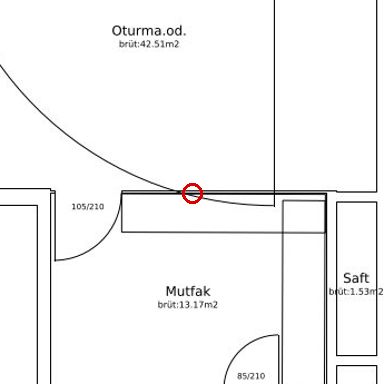 Oturma.od.
brüt:42.51m2
105/210
Mutfak
brüt:13.17m2
Saft
brüt:1.53m2
85/210